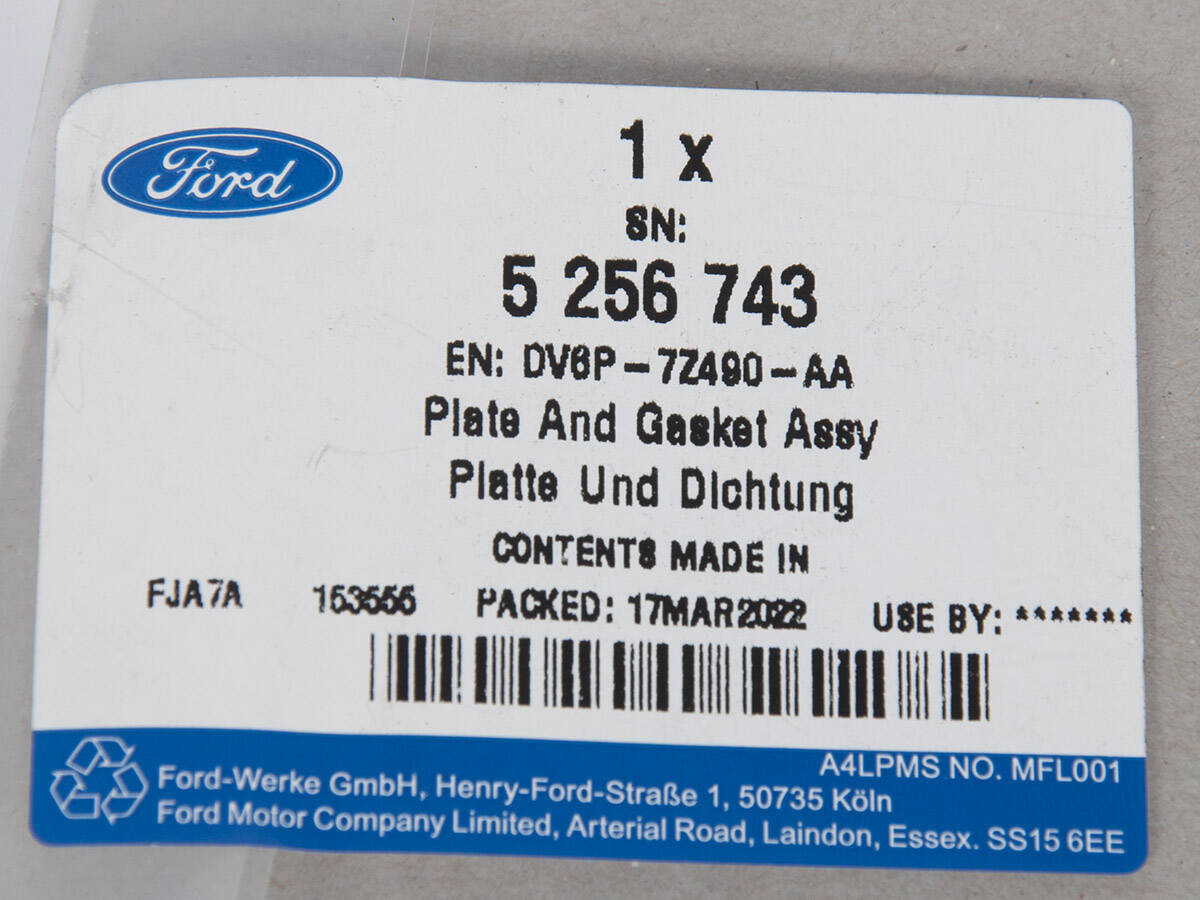 Ford
1 x
SN:
5 256 743
EN: DV6P-7Z490-AA
Plate And Gasket Assy
Platte Und Dichtung
CONTENTS MADE IN
FJA7A 153555 PACKED: 17MAR2022 USE BY: *******
A4LPMS NO. MFL001
Ford-Werke GmbH, Henry-Ford-Straße 1, 50735 Köln
Ford Motor Company Limited, Arterial Road, Laindon, Essex. SS15 6EE